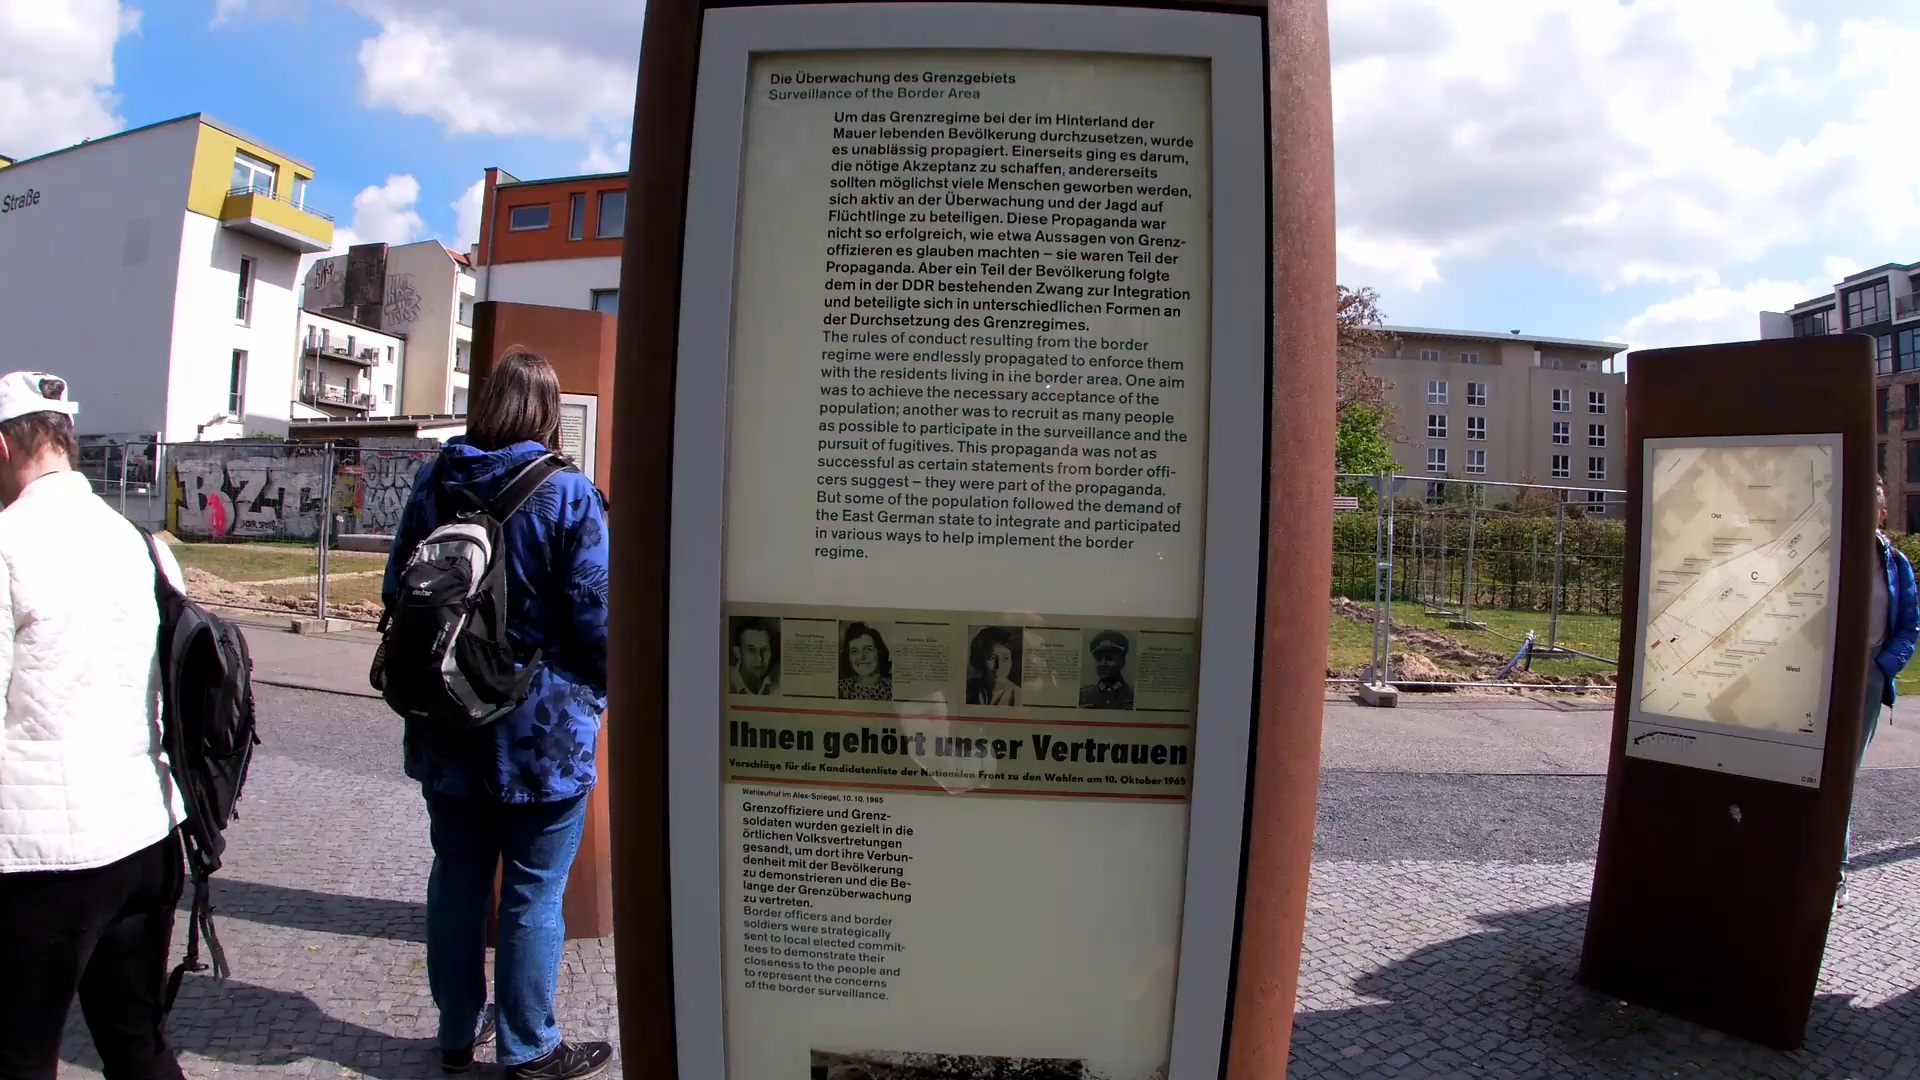 Straße
Die Überwachung des Grenzgebiets
Surveillance of the Border Area
Um das Grenzregime bei der im Hinterland der
Mauer lebenden Bevölkerung durchzusetzen, wurde
es unablässig propagiert. Einerseits ging es darum,
die nötige Akzeptanz zu schaffen, andererseits
sollten möglichst viele Menschen geworben werden,
sich aktiv an der Überwachung und der Jagd auf
Flüchtlinge zu beteiligen. Diese Propaganda war
nicht so erfolgreich, wie etwa Aussagen von Grenz-
offizieren es glauben machten – sie waren Teil der
Propaganda. Aber ein Teil der Bevölkerung folgte
dem in der DDR bestehenden Zwang zur Integration
und beteiligte sich in unterschiedlichen Formen an
der Durchsetzung des Grenzregimes.
The rules of conduct resulting from the border
regime were endlessly propagated to enforce them
with the residents living in the border area. One aim
was to achieve the necessary acceptance of the
population; another was to recruit as many people
as possible to participate in the surveillance and the
pursuit of fugitives. This propaganda was not as
successful as certain statements from border offi-
cers suggest – they were part of the propaganda.
But some of the population followed the demand of
the East German state to integrate and participated
in various ways to help implement the border
regime.
Ihnen gehört unser Vertrauen
Vorschläge für die Kandidatenliste der Nationalen Front zu den Wahlen am 10. Oktober 1965
Wahlaufruf im Alex-Spiegel, 10.10.1965
Grenzoffiziere und Grenz-
soldaten wurden gezielt in die
örtlichen Volksvertretungen
gesandt, um dort ihre Verbun-
denheit mit der Bevölkerung
zu demonstrieren und die Be-
lange der Grenzüberwachung
zu vertreten.
Border officers and border
soldiers were strategically
sent to local elected commit-
tees to demonstrate their
closeness to the people and
to represent the concerns
of the border surveillance.
deuter
Ost
C
West